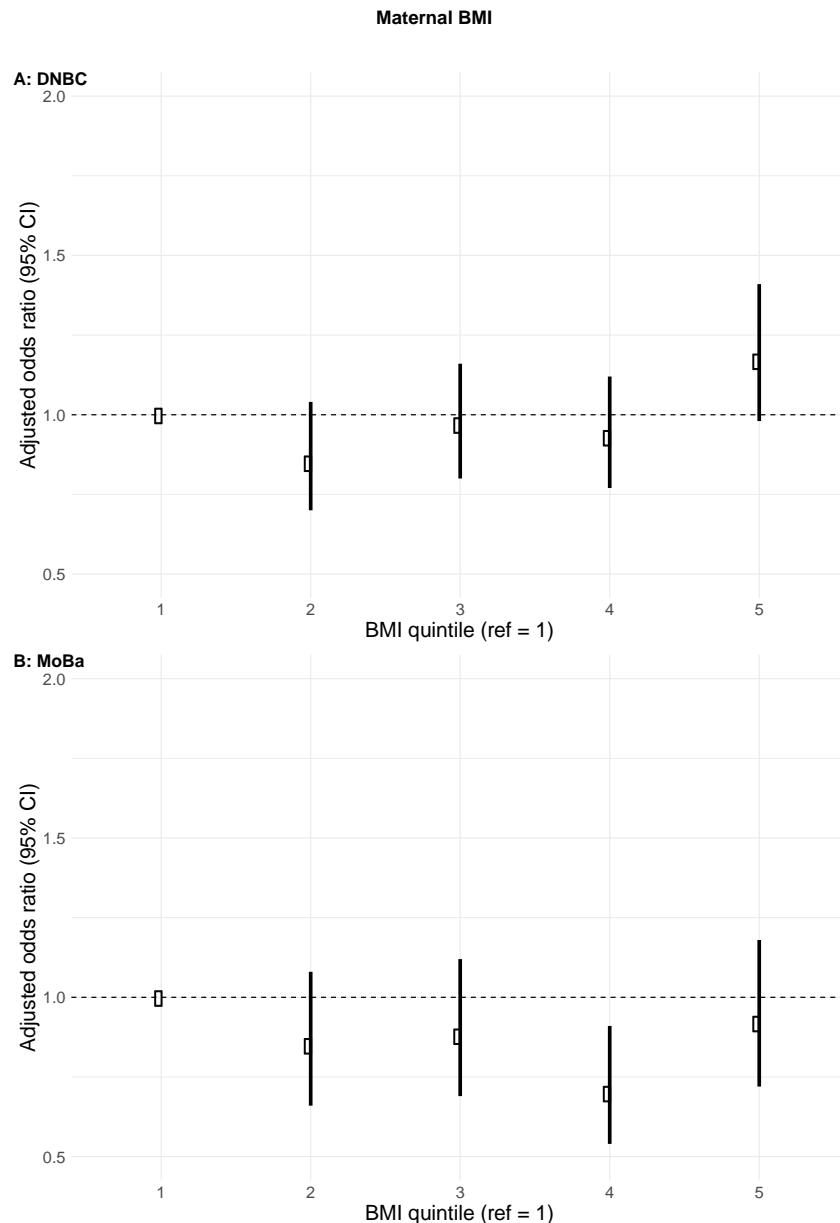 Maternal BMI
A: DNBC
2.0
1.5
1.0
0.5
Adjusted odds ratio (95% CI)
1 2 3 4 5
BMI quintile (ref = 1)
B: MoBa
2.0
1.5
1.0
0.5
Adjusted odds ratio (95% CI)
1 2 3 4 5
BMI quintile (ref = 1)